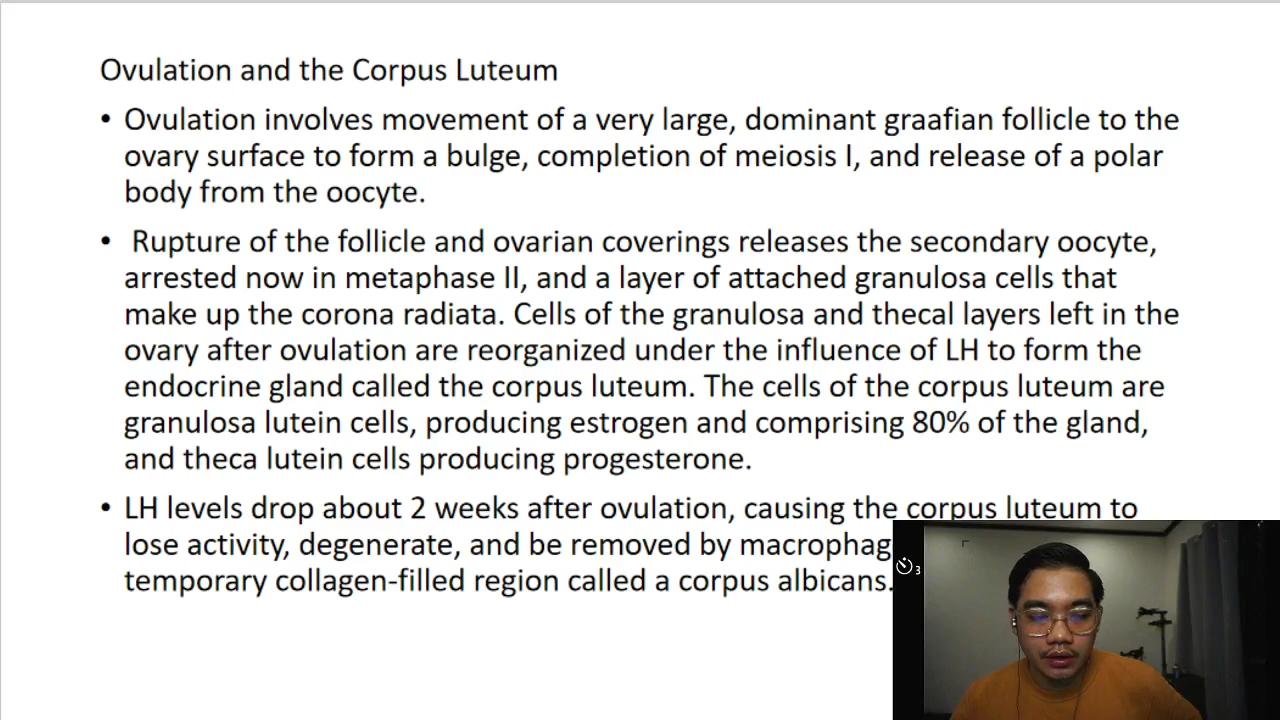 Ovulation and the Corpus Luteum
• Ovulation involves movement of a very large, dominant graafian follicle to the
ovary surface to form a bulge, completion of meiosis I, and release of a polar
body from the oocyte.
• Rupture of the follicle and ovarian coverings releases the secondary oocyte,
arrested now in metaphase II, and a layer of attached granulosa cells that
make up the corona radiata. Cells of the granulosa and thecal layers left in the
ovary after ovulation are reorganized under the influence of LH to form the
endocrine gland called the corpus luteum. The cells of the corpus luteum are
granulosa lutein cells, producing estrogen and comprising 80% of the gland,
and theca lutein cells producing progesterone.
• LH levels drop about 2 weeks after ovulation, causing the corpus luteum to
lose activity, degenerate, and be removed by macrophag
temporary collagen-filled region called a corpus albicans.
3